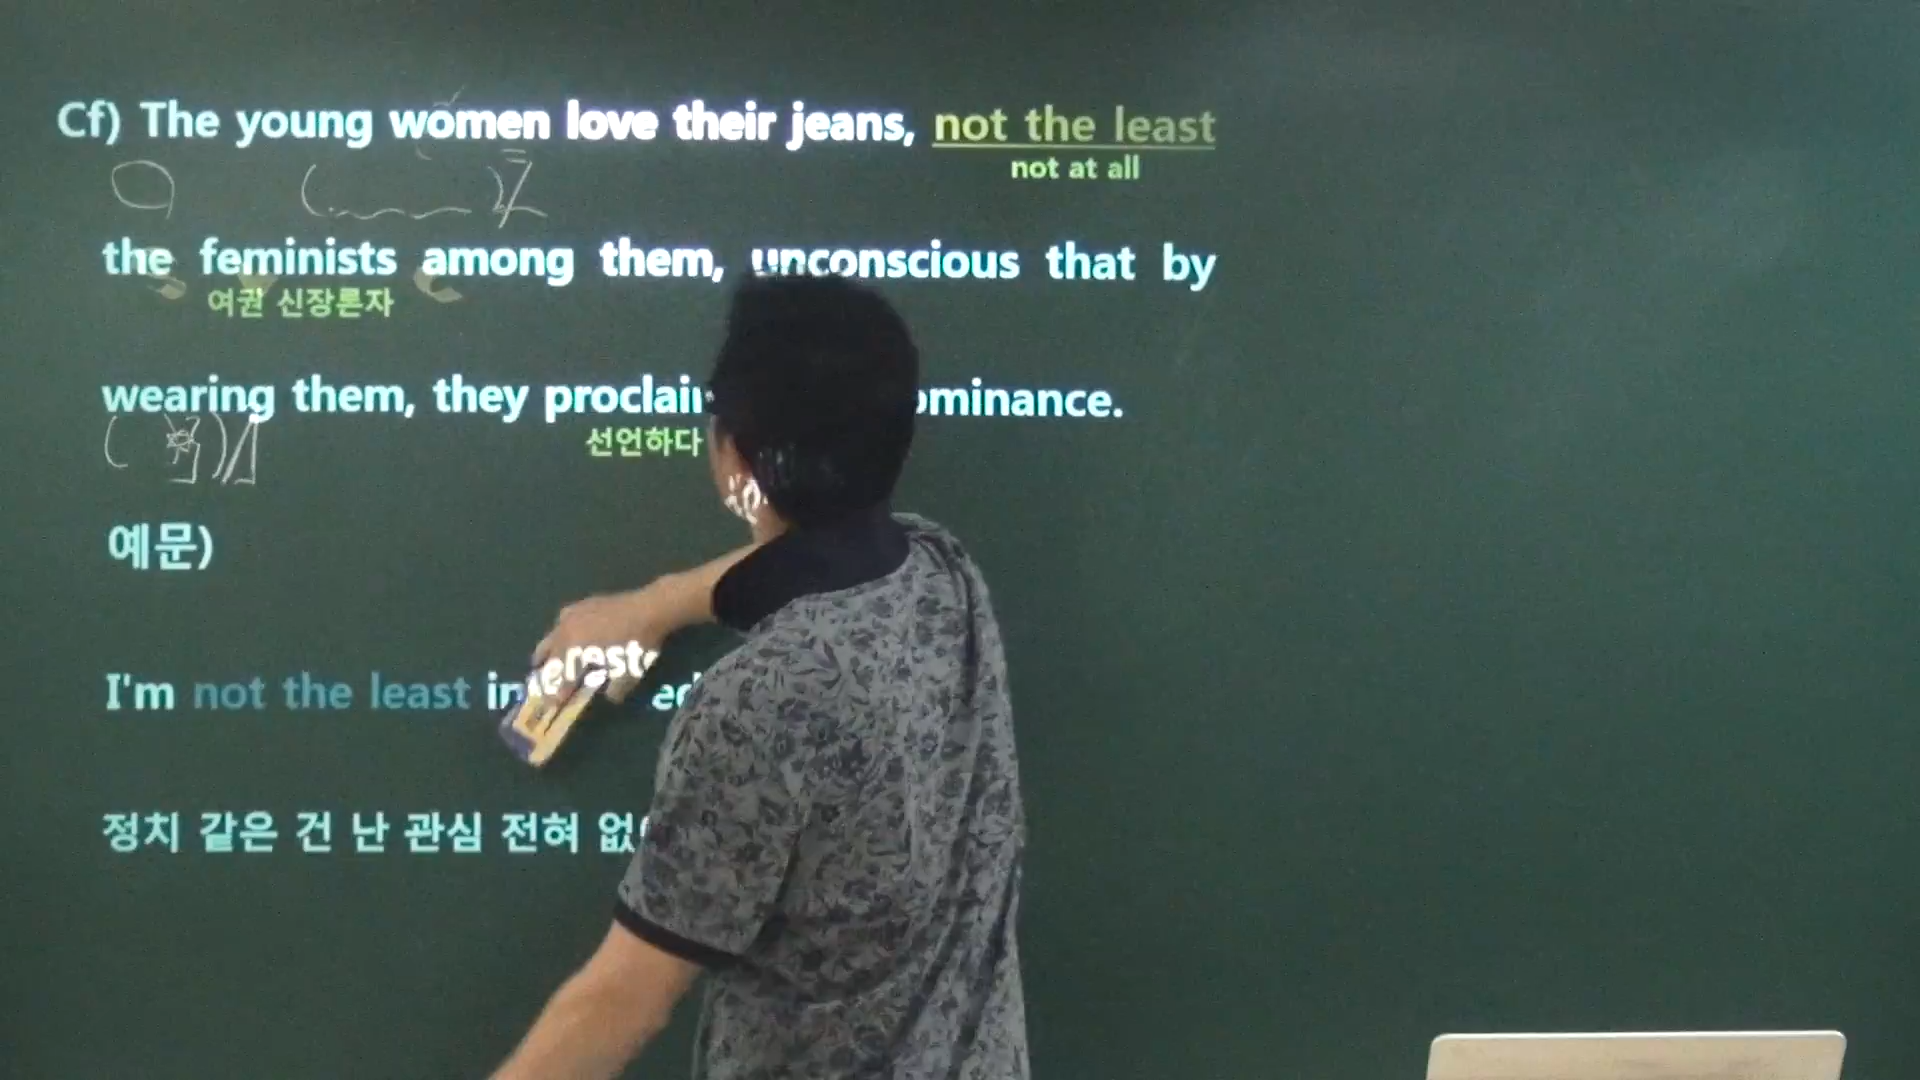 Cf) The young women love their jeans, not the least
not at all
the feminists among them, unconscious that by
여권 신장론자
wearing them, they
선언하다
예문)
I'm not the least interested
정치 같은 건 난 관심 전혀